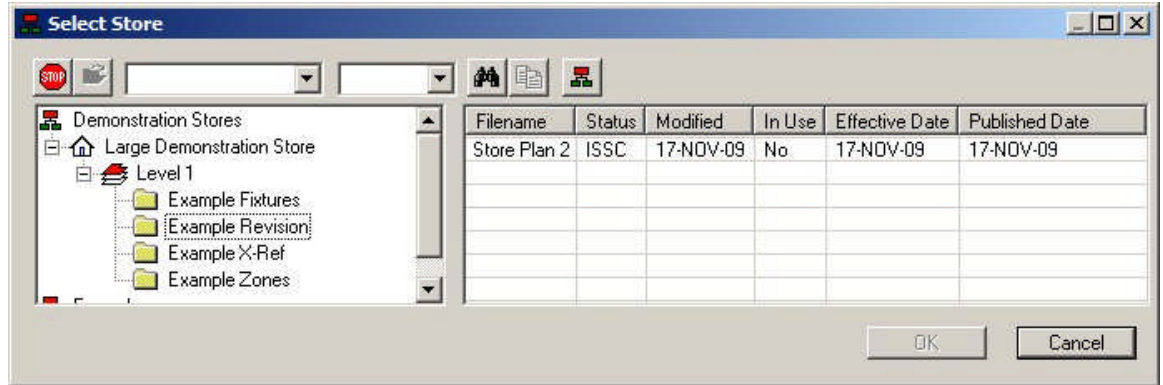 Select Store
STOP
Demonstration Stores
Large Demonstration Store
Level 1
Example Fixtures
Example Revision
Example X-Ref
Example Zones
Filename Status Modified In Use Effective Date Published Date
Store Plan 2 ISSC 17-NOV-09 No 17-NOV-09 17-NOV-09
OK Cancel